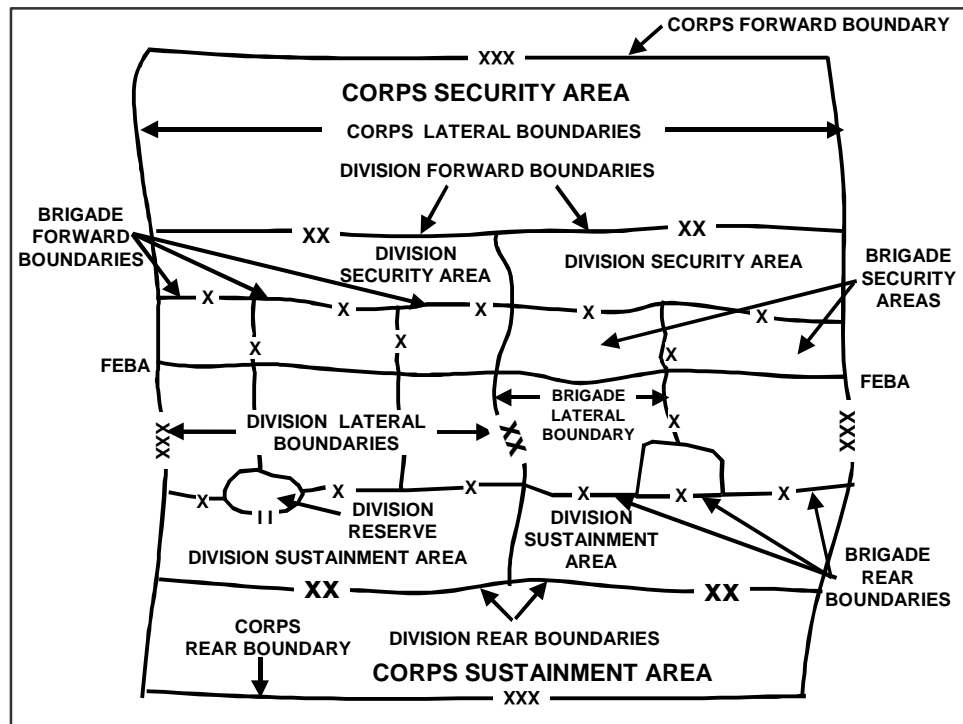 CORPS FORWARD BOUNDARY
XXX
CORPS SECURITY AREA
CORPS LATERAL BOUNDARIES
DIVISION FORWARD BOUNDARIES
BRIGADE
FORWARD
BOUNDARIES
XX
XX
DIVISION
SECURITY AREA
DIVISION SECURITY AREA
BRIGADE
SECURITY
AREAS
X
X
X
X
X
X
X
X
X
FEBA
FEBA
BRIGADE
LATERAL
BOUNDARY
X
DIVISION LATERAL
BOUNDARIES
XXX
XX
XXX
X
X
X
X
X
X
II
DIVISION
RESERVE
DIVISION
SUSTAINMENT
AREA
DIVISION SUSTAINMENT AREA
BRIGADE
REAR
BOUNDARIES
XX
XX
CORPS
REAR BOUNDARY
DIVISION REAR BOUNDARIES
CORPS SUSTAINMENT AREA
XXX